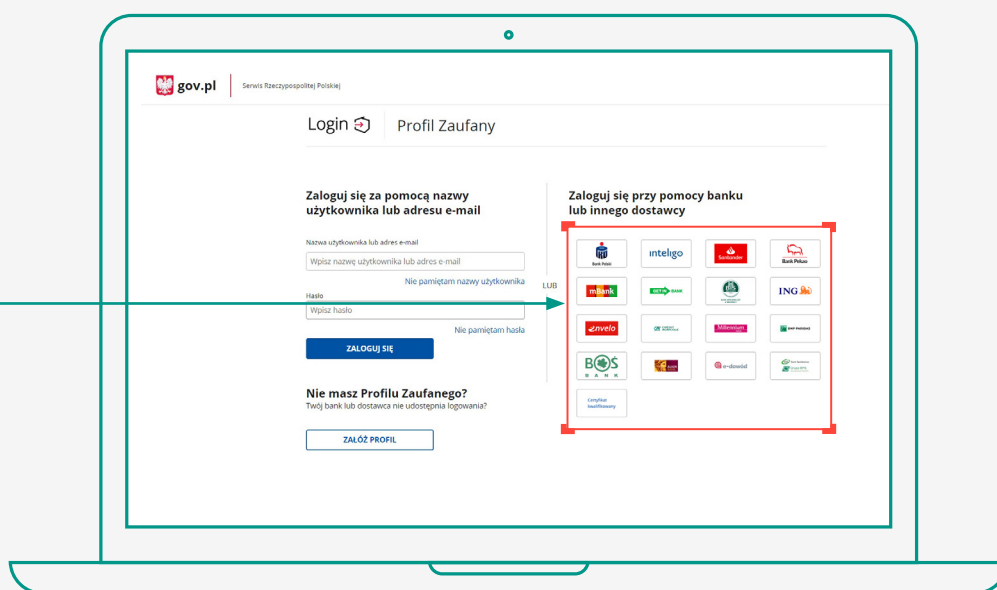 gov.pl
Serwis Rzeczypospolitej Polskiej
Login
Profil Zaufany
Zaloguj się za pomocą nazwy
użytkownika lub adresu e-mail
Nazwa użytkownika lub adres e-mail
Wpisz nazwę użytkownika lub adres e-mail
Nie pamiętam nazwy użytkownika
Hasło
Wpisz hasło
Nie pamiętam hasła
ZALOGUJ SIĘ
Nie masz Profilu Zaufanego?
Twój bank lub dostawca nie udostępnia logowania?
ZAŁÓŻ PROFIL
LUB
Zaloguj się przy pomocy banku
lub innego dostawcy
Bank Polski
inteligo
Santander
Bank Pekao
mBank
GETIN BANK
ING
envelo
Millennium
BNP PARIBAS
BOŚ
BANK
e-dowód
Certyfikat
kwalifikowany